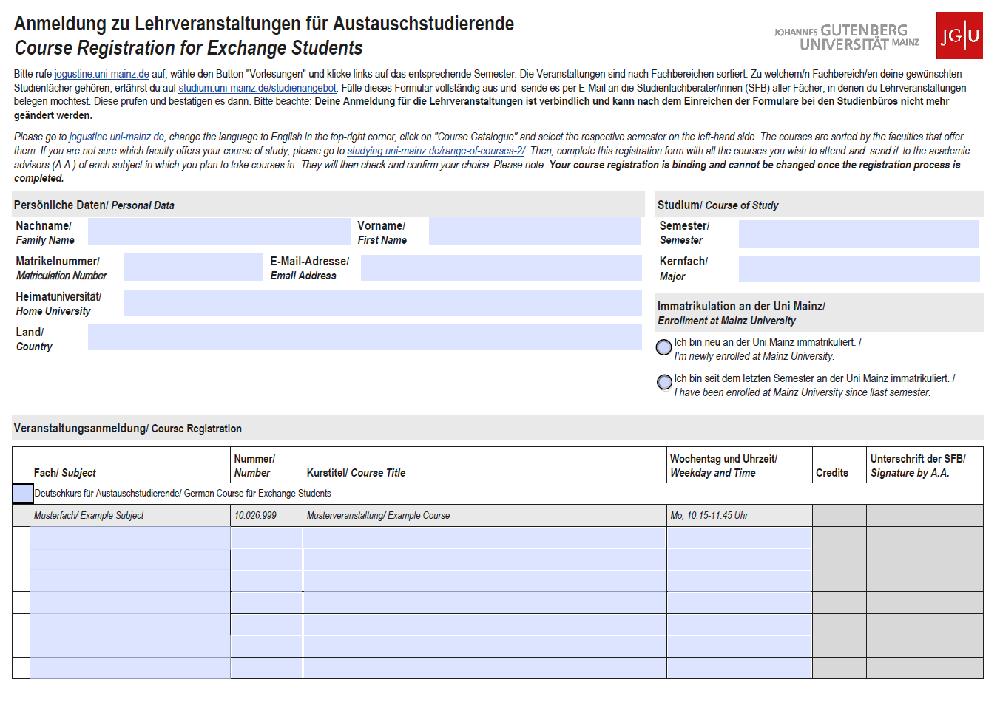 Anmeldung zu Lehrveranstaltungen für Austauschstudierende
Course Registration for Exchange Students
JOHANNES GUTENBERG
UNIVERSITÄT MAINZ
JG|U
Bitte rufe jogustine.uni-mainz.de auf, wähle den Button "Vorlesungen" und klicke links auf das entsprechende Semester. Die Veranstaltungen sind nach Fachbereichen sortiert. Zu welchem/n Fachbereich/en deine gewünschten
Studienfächer gehören, erfährst du auf studium.uni-mainz.de/studienangebot. Fülle dieses Formular vollständig aus und sende es per E-Mail an die Studienfachberater/innen (SFB) aller Fächer, in denen du Lehrveranstaltungen
belegen möchtest. Diese prüfen und bestätigen es dann. Bitte beachte: Deine Anmeldung für die Lehrveranstaltungen ist verbindlich und kann nach dem Einreichen der Formulare bei den Studienbüros nicht mehr
geändert werden.
Please go to jogustine.uni-mainz.de, change the language to English in the top-right corner, click on "Course Catalogue" and select the respective semester on the left-hand side. The courses are sorted by the faculties that offer
them. If you are not sure which faculty offers your course of study, please go to studying.uni-mainz.de/range-of-courses-2/. Then, complete this registration form with all the courses you wish to attend and send it to the academic
advisors (A.A.) of each subject in which you plan to take courses in. They will then check and confirm your choice. Please note: Your course registration is binding and cannot be changed once the registration process is
completed.
Persönliche Daten/ Personal Data
Nachname/
Family Name
Vorname/
First Name
Matrikelnummer/
Matriculation Number
E-Mail-Adresse/
Email Address
Heimatuniversität/
Home University
Land/
Country
Studium/ Course of Study
Semester/
Semester
Kernfach/
Major
Immatrikulation an der Uni Mainz/
Enrollment at Mainz University
Ich bin neu an der Uni Mainz immatrikuliert. /
I'm newly enrolled at Mainz University.
Ich bin seit dem letzten Semester an der Uni Mainz immatrikuliert. /
I have been enrolled at Mainz University since llast semester.
Veranstaltungsanmeldung/ Course Registration
Fach/ Subject
Nummer/
Number
Kurstitel/ Course Title
Wochentag und Uhrzeit/
Weekday and Time
Credits
Unterschrift der SFB/
Signature by A.A.
Deutschkurs für Austauschstudierende/ German Course für Exchange Students
Musterfach/ Example Subject 10.026.999 Musterveranstaltung/ Example Course Mo, 10:15-11:45 Uhr